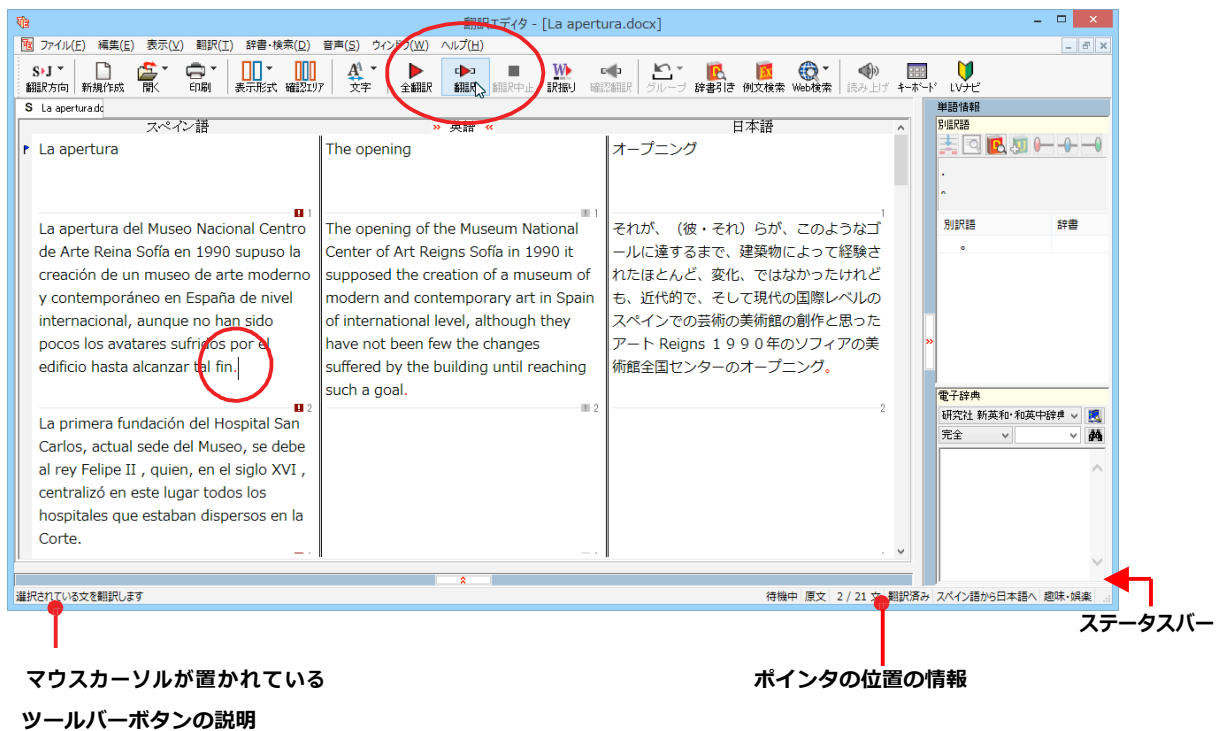 翻訳エディタ - [La apertura.docx]
ファイル(F) 編集(E) 表示(V) 翻訳(T) 辞書・検索(D) 音声(S) ウィンドウ(W) ヘルプ(H)
翻訳方向 新規作成 開く 印刷 表示形式 確認エリア 文字 全翻訳 翻訳 翻訳中止 訳振り 確認翻訳 グループ 辞書引き 例文検索 Web検索 読み上げ キーボード LVナビ
S La apertura.dc
単語情報
スペイン語 » 英語 « 日本語
別訳語
La apertura
The opening
オープニング
1
1
1
La apertura del Museo Nacional Centro
de Arte Reina Sofía en 1990 supuso la
creación de un museo de arte moderno
y contemporáneo en España de nivel
internacional, aunque no han sido
pocos los avatares sufridos por el
edificio hasta alcanzar tal fin.
The opening of the Museum National
Center of Art Reigns Sofía in 1990 it
supposed the creation of a museum of
modern and contemporary art in Spain
of international level, although they
have not been few the changes
suffered by the building until reaching
such a goal.
それが、（彼・それ）らが、このようなゴ
ールに達するまで、建築物によって経験さ
れたほとんど、変化、ではなかったけれど
も、近代的で、そして現代の国際レベルの
スペインでの芸術の美術館の創作と思った
アート Reigns １９９０年のソフィアの美
術館全国センターのオープニング。
2
2
2
La primera fundación del Hospital San
Carlos, actual sede del Museo, se debe
al rey Felipe II , quien, en el siglo XVI ,
centralizó en este lugar todos los
hospitales que estaban dispersos en la
Corte.
別訳語 辞書
電子辞典
研究社 新英和・和英中辞典
完全
選択されている文を翻訳します
待機中 原文 2 / 21 文 翻訳済み スペイン語から日本語へ 趣味・娯楽
ステータスバー
マウスカーソルが置かれている
ツールバーボタンの説明
ポインタの位置の情報